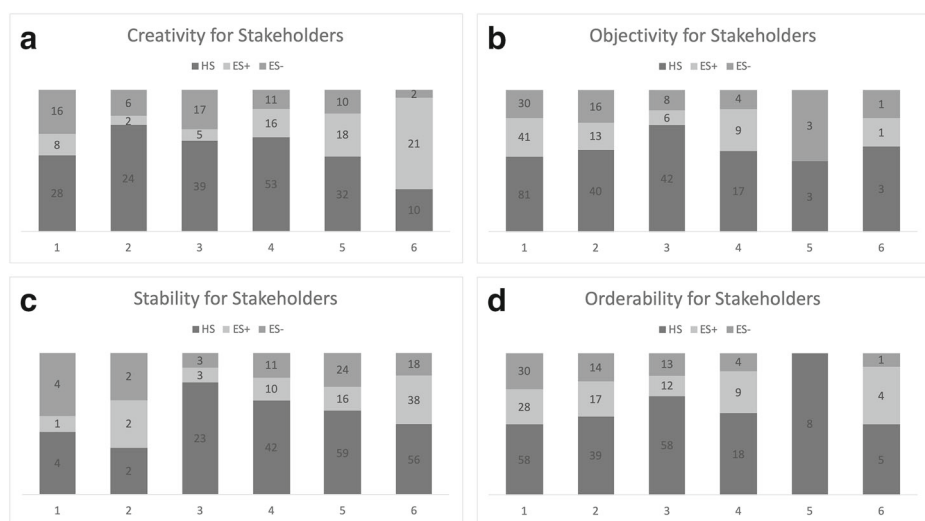 a
Creativity for Stakeholders
HS ES+ ES-
16 6 17 11 10 2
8 2 5 16 18 21
28 24 39 53 32 10
1 2 3 4 5 6
b
Objectivity for Stakeholders
HS ES+ ES-
30 16 8 4 3 1
41 13 6 9 1
81 40 42 17 3 3
1 2 3 4 5 6
c
Stability for Stakeholders
HS ES+ ES-
4 2 3 11 24 18
1 2 3 10 16 38
4 2 23 42 59 56
1 2 3 4 5 6
d
Orderability for Stakeholders
HS ES+ ES-
30 14 13 4 1
28 17 12 9 4
58 39 58 18 8 5
1 2 3 4 5 6